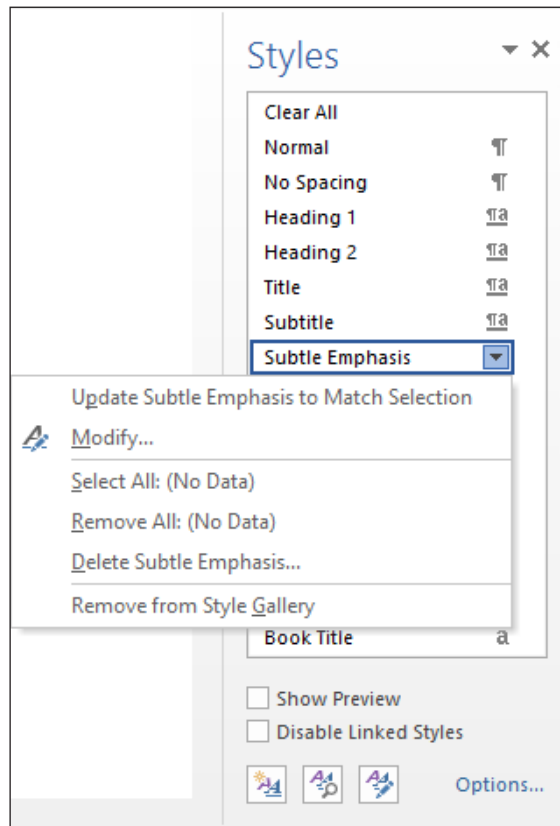 Styles
Clear All
Normal ¶
No Spacing ¶
Heading 1 ¶a
Heading 2 ¶a
Title ¶a
Subtitle ¶a
Subtle Emphasis
Update Subtle Emphasis to Match Selection
Modify...
Select All: (No Data)
Remove All: (No Data)
Delete Subtle Emphasis...
Remove from Style Gallery
Book Title a
Show Preview
Disable Linked Styles
Options...